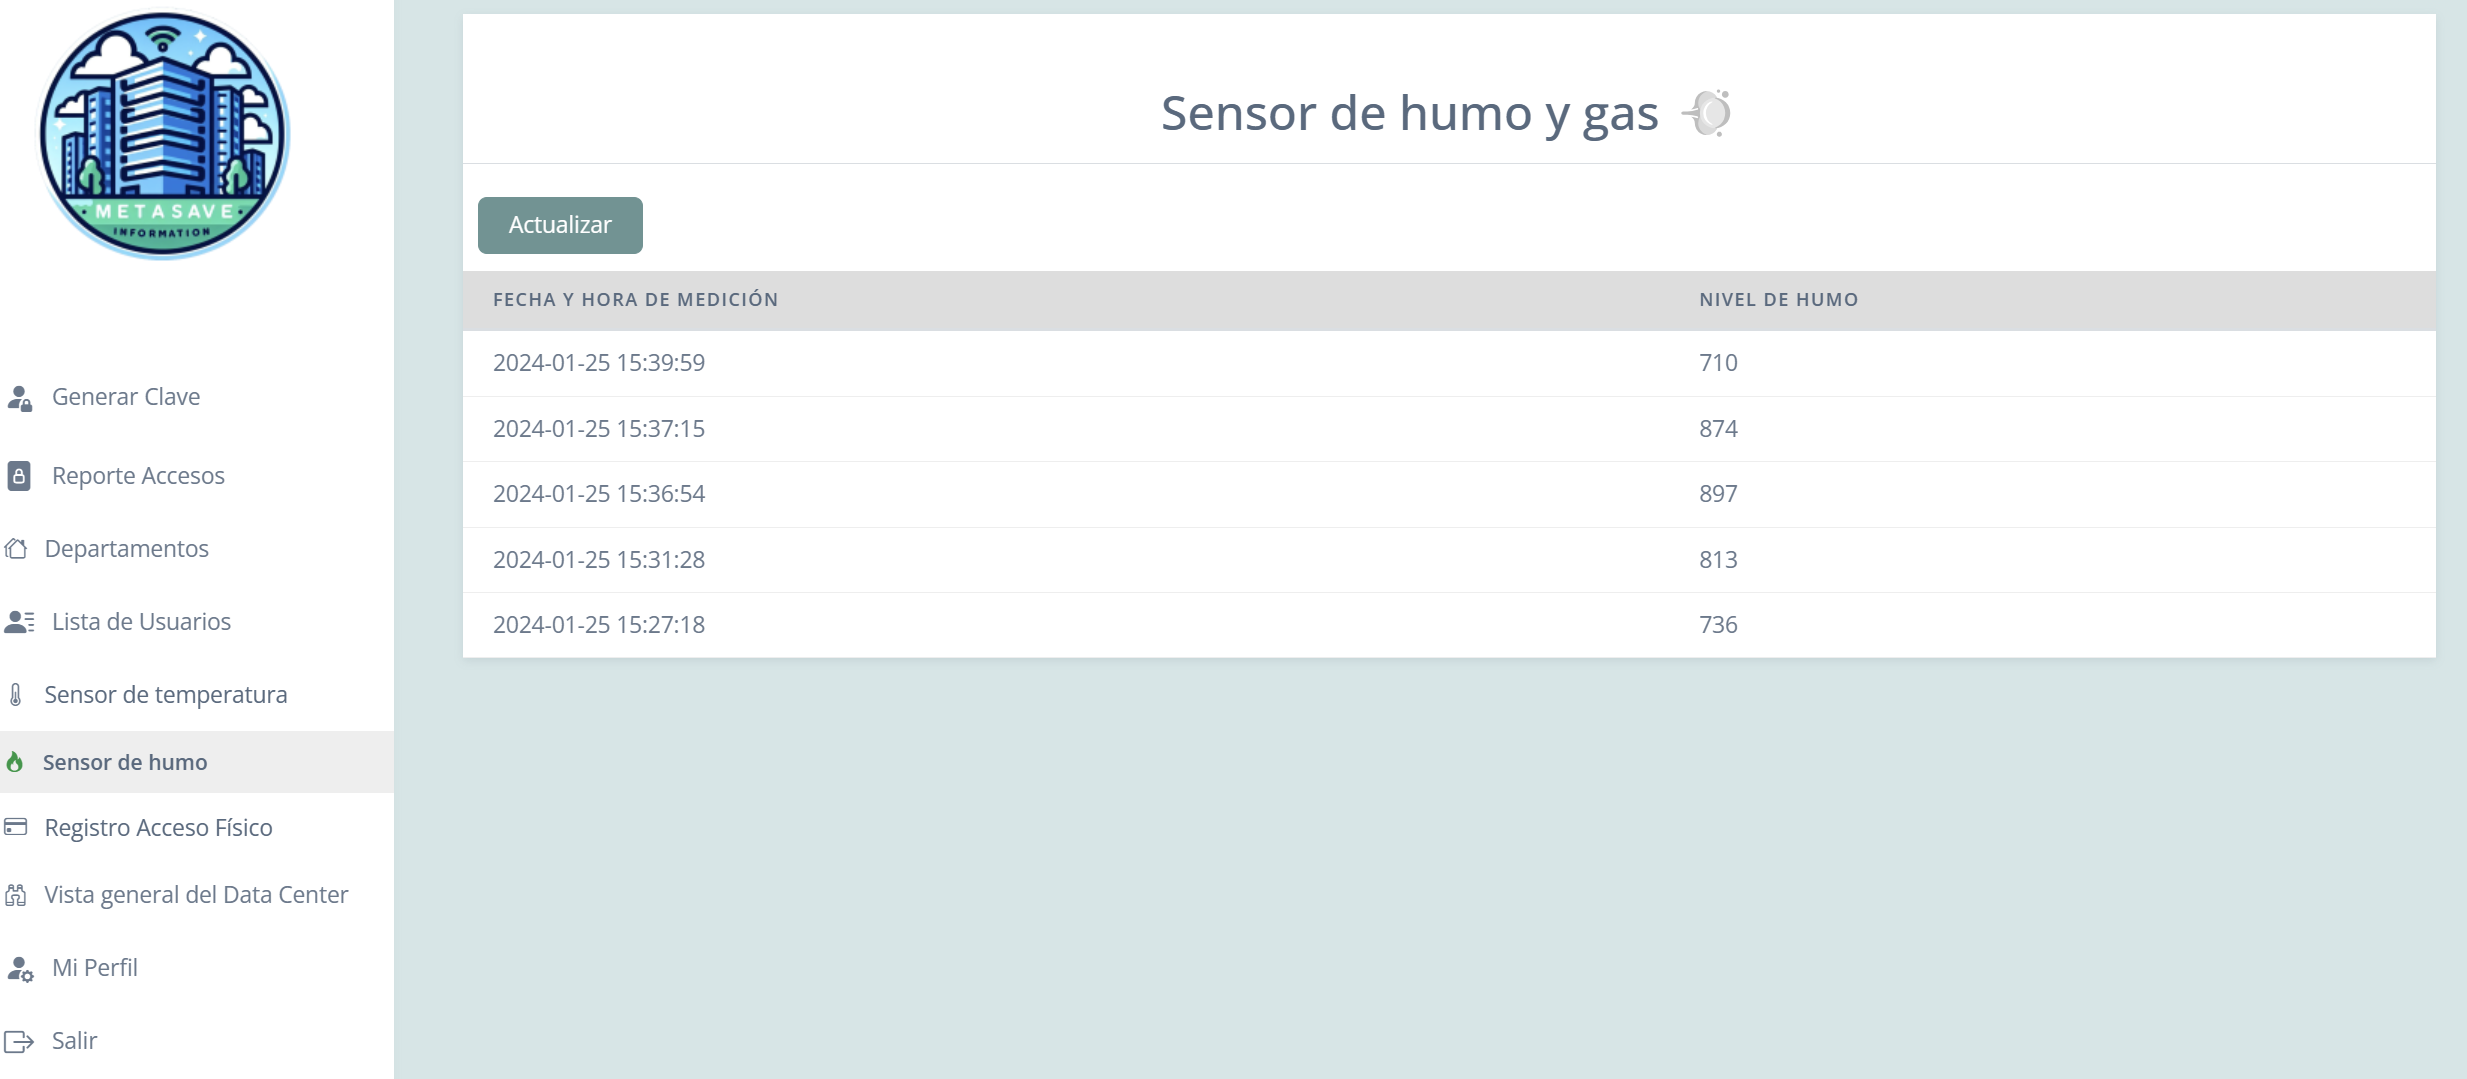 METASAVE
INFORMATION
Generar Clave
Reporte Accesos
Departamentos
Lista de Usuarios
Sensor de temperatura
Sensor de humo
Registro Acceso Físico
Vista general del Data Center
Mi Perfil
Salir
Sensor de humo y gas
Actualizar
FECHA Y HORA DE MEDICIÓN NIVEL DE HUMO
2024-01-25 15:39:59 710
2024-01-25 15:37:15 874
2024-01-25 15:36:54 897
2024-01-25 15:31:28 813
2024-01-25 15:27:18 736